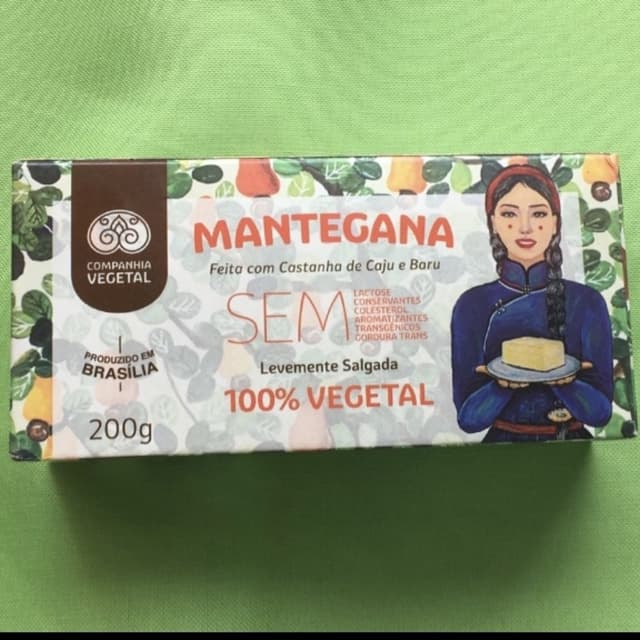 COMPANHIA
VEGETAL
MANTEGANA
Feita com Castanha de Caju e Baru
SEM
LACTOSE
CONSERVANTES
COLESTEROL
AROMATIZANTES
TRANSGÊNICOS
GORDURA TRANS
Levemente Salgada
100% VEGETAL
PRODUZIDO EM
BRASÍLIA
200g